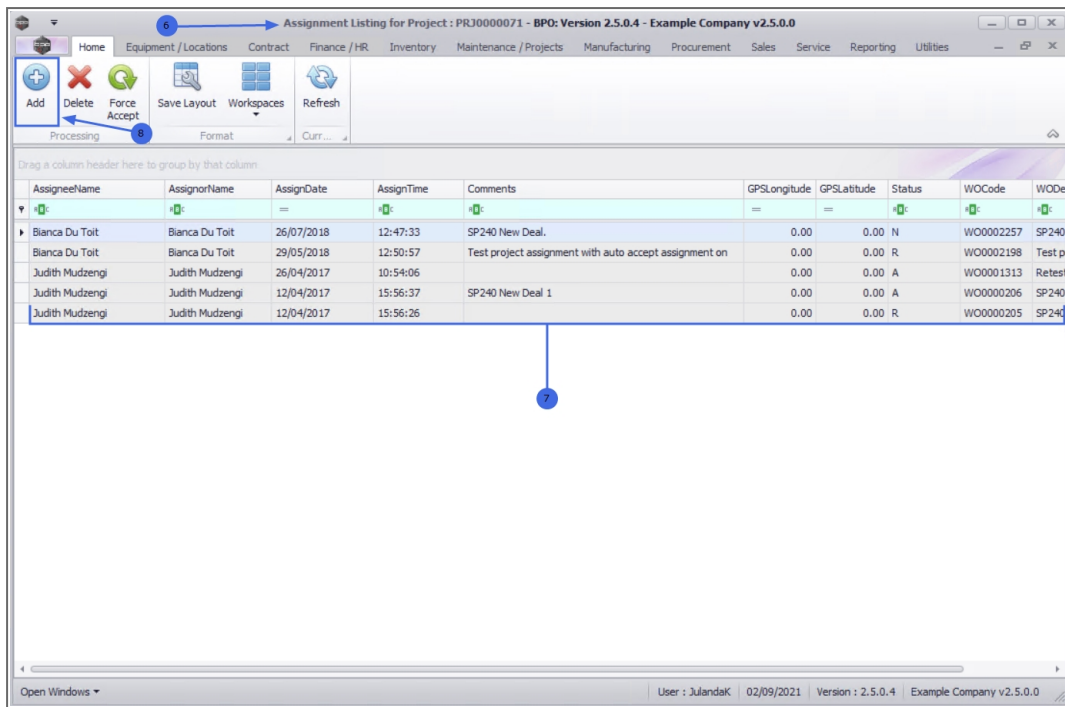 6 Assignment Listing for Project : PRJ0000071 - BPO: Version 2.5.0.4 - Example Company v2.5.0.0
Home Equipment / Locations Contract Finance / HR Inventory Maintenance / Projects Manufacturing Procurement Sales Service Reporting Utilities
Add Delete Force Accept Save Layout Workspaces Refresh
8
Processing Format Curr...
Drag a column header here to group by that column
AssigneeName AssignorName AssignDate AssignTime Comments GPSLongitude GPSLatitude Status WOCode WODe
= = =
Bianca Du Toit Bianca Du Toit 26/07/2018 12:47:33 SP240 New Deal. 0.00 0.00 N WO0002257 SP240
Bianca Du Toit Bianca Du Toit 29/05/2018 12:50:57 Test project assignment with auto accept assignment on 0.00 0.00 R WO0002198 Test p
Judith Mudzengi Judith Mudzengi 26/04/2017 10:54:06 0.00 0.00 A WO0001313 Retest
Judith Mudzengi Judith Mudzengi 12/04/2017 15:56:37 SP240 New Deal 1 0.00 0.00 A WO0000206 SP240
Judith Mudzengi Judith Mudzengi 12/04/2017 15:56:26 0.00 0.00 R WO0000205 SP240
7
Open Windows User : JulandaK 02/09/2021 Version : 2.5.0.4 Example Company v2.5.0.0